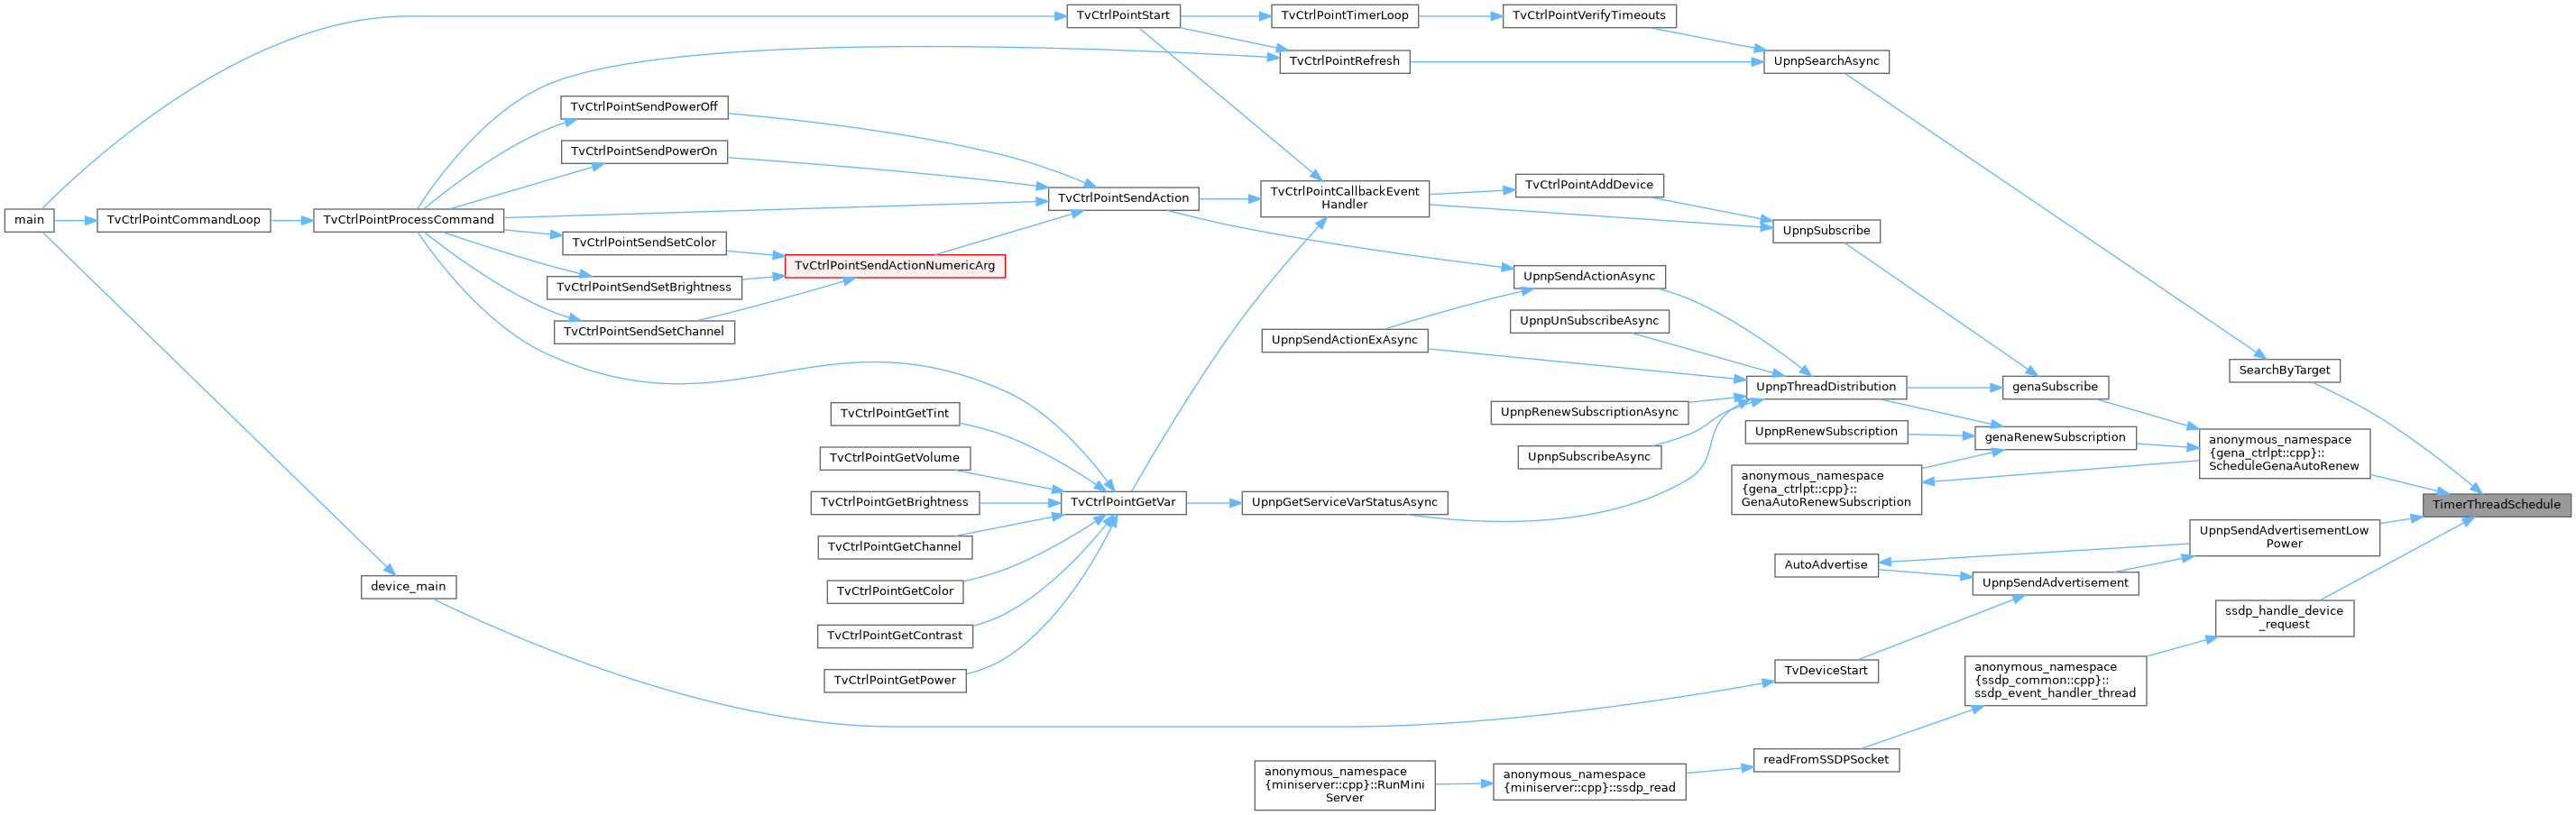 TvCtrlPointStart
TvCtrlPointTimerLoop
TvCtrlPointVerifyTimeouts
TvCtrlPointRefresh
UpnpSearchAsync
TvCtrlPointSendPowerOff
TvCtrlPointSendPowerOn
TvCtrlPointSendAction
TvCtrlPointCallbackEvent
Handler
TvCtrlPointAddDevice
main
TvCtrlPointCommandLoop
TvCtrlPointProcessCommand
UpnpSubscribe
TvCtrlPointSendSetColor
TvCtrlPointSendActionNumericArg
UpnpSendActionAsync
TvCtrlPointSendSetBrightness
TvCtrlPointSendSetChannel
UpnpUnSubscribeAsync
UpnpSendActionExAsync
SearchByTarget
UpnpThreadDistribution
genaSubscribe
TvCtrlPointGetTint
UpnpRenewSubscriptionAsync
UpnpRenewSubscription
genaRenewSubscription
anonymous_namespace
{gena_ctrlpt::cpp}::
ScheduleGenaAutoRenew
TvCtrlPointGetVolume
UpnpSubscribeAsync
anonymous_namespace
{gena_ctrlpt::cpp}::
GenaAutoRenewSubscription
TvCtrlPointGetBrightness
TvCtrlPointGetVar
UpnpGetServiceVarStatusAsync
TimerThreadSchedule
TvCtrlPointGetChannel
UpnpSendAdvertisementLow
Power
AutoAdvertise
device_main
UpnpSendAdvertisement
TvCtrlPointGetColor
ssdp_handle_device
_request
TvCtrlPointGetContrast
TvDeviceStart
TvCtrlPointGetPower
anonymous_namespace
{ssdp_common::cpp}::
ssdp_event_handler_thread
readFromSSDPSocket
anonymous_namespace
{miniserver::cpp}::RunMini
Server
anonymous_namespace
{miniserver::cpp}::ssdp_read